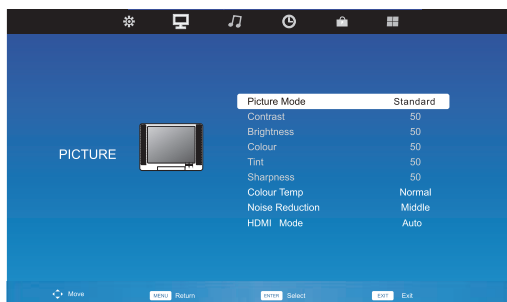 Picture Mode Standard
Contrast 50
Brightness 50
Colour 50
PICTURE
Tint 50
Sharpness 50
Colour Temp Normal
Noise Reduction Middle
HDMI Mode Auto
Move MENU Return ENTER Select EXIT Exit